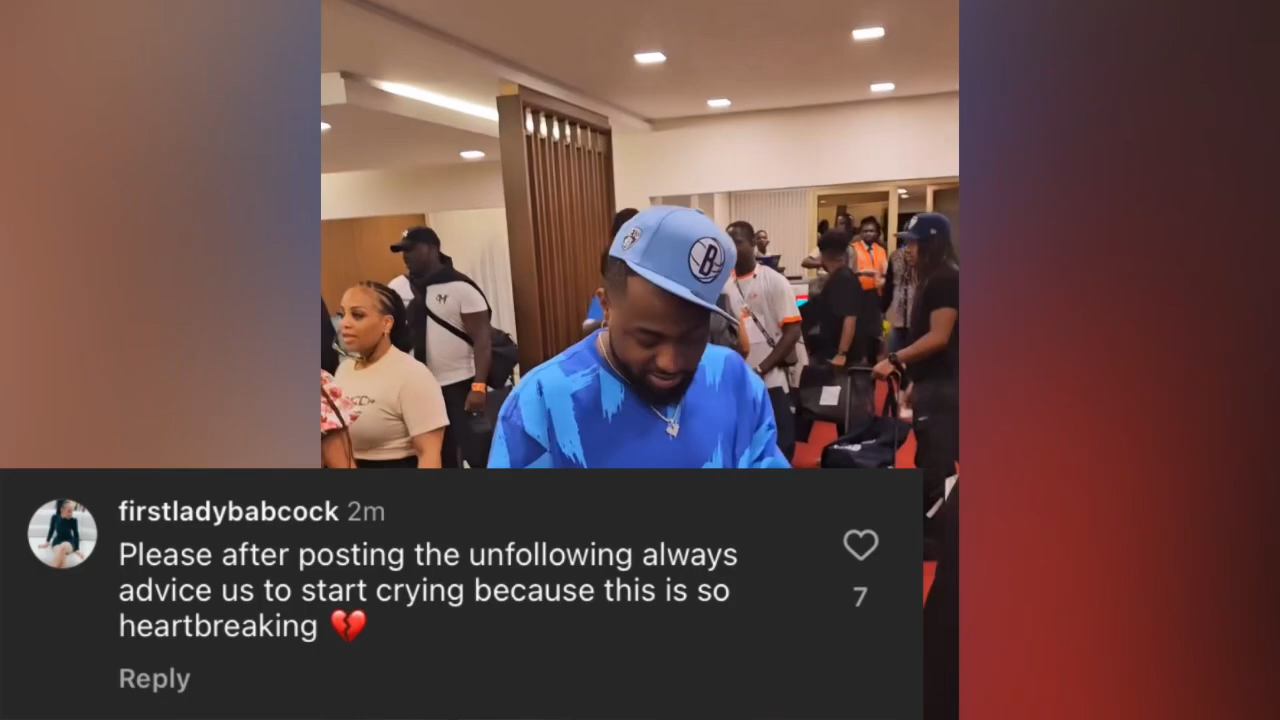 B
firstladybabcock 2m
Please after posting the unfollowing always
advice us to start crying because this is so
heartbreaking 💔
7
Reply